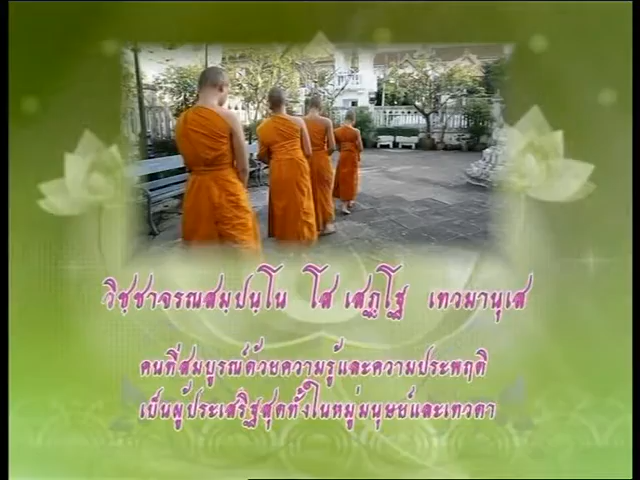 วิชฺชาจรณสมฺปนฺโน โส เสฏฺโฐ เทวมานุเส
คนที่สมบูรณ์ด้วยความรู้และความประพฤติ
เป็นผู้ประเสริฐสุดทั้งในหมู่มนุษย์และเทวดา